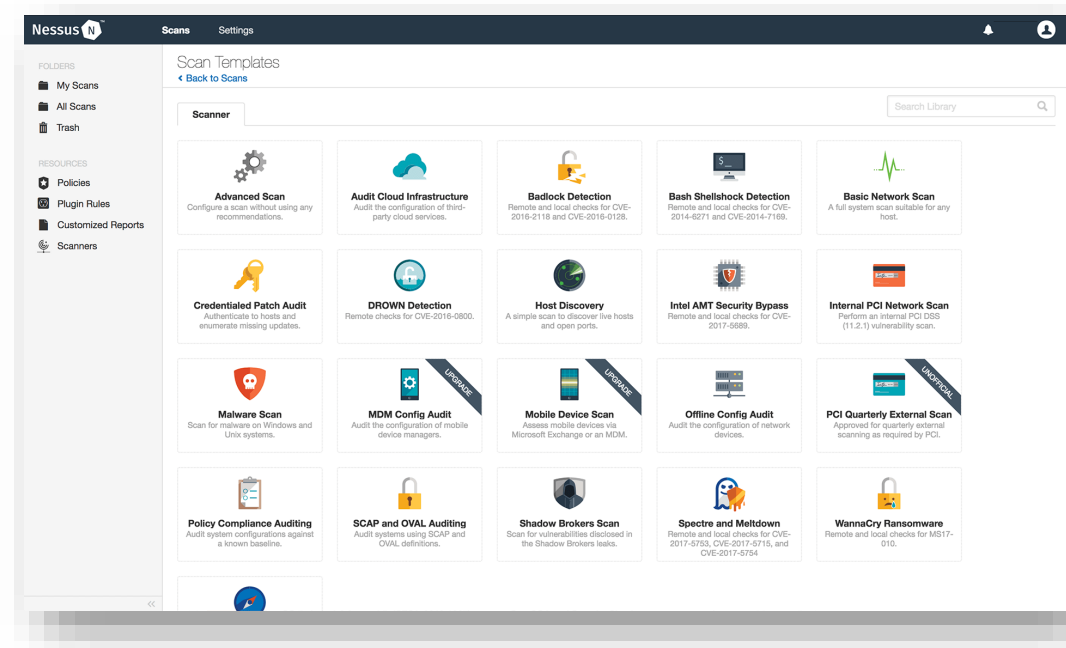 Nessus N ™
Scans Settings
FOLDERS
My Scans
All Scans
Trash
RESOURCES
Policies
Plugin Rules
Customized Reports
Scanners
«
Scan Templates
‹ Back to Scans
Scanner
Search Library
Advanced Scan
Configure a scan without using any
recommendations.
Audit Cloud Infrastructure
Audit the configuration of third-
party cloud services.
Badlock Detection
Remote and local checks for CVE-
2016-2118 and CVE-2016-0128.
$_
Bash Shellshock Detection
Remote and local checks for CVE-
2014-6271 and CVE-2014-7169.
Basic Network Scan
A full system scan suitable for any
host.
Credentialed Patch Audit
Authenticate to hosts and
enumerate missing updates.
DROWN Detection
Remote checks for CVE-2016-0800.
Host Discovery
A simple scan to discover live hosts
and open ports.
Intel AMT Security Bypass
Remote and local checks for CVE-
2017-5689.
Internal PCI Network Scan
Perform an internal PCI DSS
(11.2.1) vulnerability scan.
Malware Scan
Scan for malware on Windows and
Unix systems.
UPGRADE
MDM Config Audit
Audit the configuration of mobile
device managers.
UPGRADE
Mobile Device Scan
Assess mobile devices via
Microsoft Exchange or an MDM.
Offline Config Audit
Audit the configuration of network
devices.
UNOFFICIAL
PCI Quarterly External Scan
Approved for quarterly external
scanning as required by PCI.
Policy Compliance Auditing
Audit system configurations against
a known baseline.
SCAP and OVAL Auditing
Audit systems using SCAP and
OVAL definitions.
Shadow Brokers Scan
Scan for vulnerabilities disclosed in
the Shadow Brokers leaks.
Spectre and Meltdown
Remote and local checks for CVE-
2017-5753, CVE-2017-5715, and
CVE-2017-5754
WannaCry Ransomware
Remote and local checks for MS17-
010.